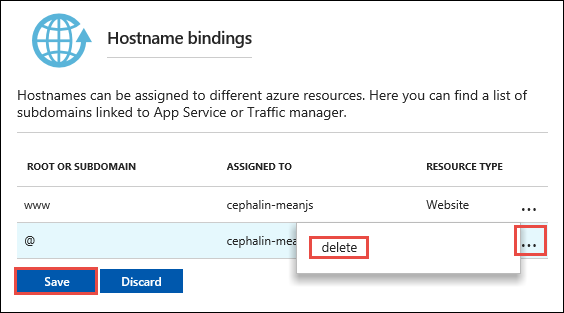 Hostname bindings
Hostnames can be assigned to different azure resources. Here you can find a list of
subdomains linked to App Service or Traffic manager.
ROOT OR SUBDOMAIN ASSIGNED TO RESOURCE TYPE
www cephalin-meanjs Website ...
@ cephalin-mea ...
delete
Save Discard